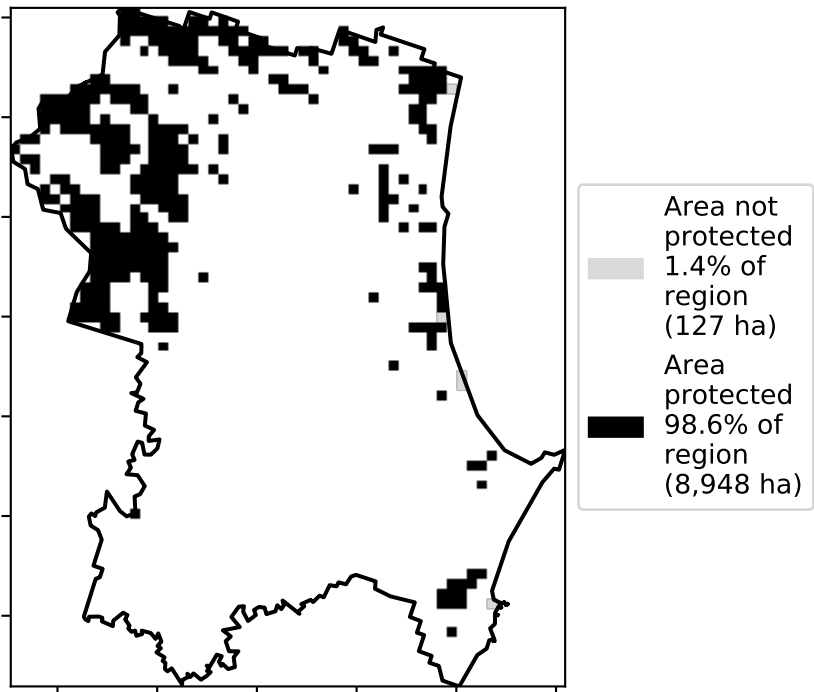 Area not
protected
1.4% of
region
(127 ha)
Area
protected
98.6% of
region
(8,948 ha)